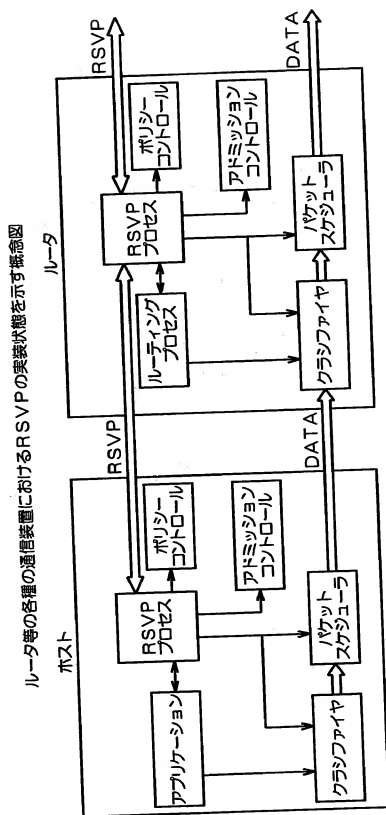 ルータ等の各種の通信装置におけるRSVPの実装状態を示す概念図
ホスト
アプリケーション
RSVP
プロセス
ポリシー
コントロール
アドミッション
コントロール
クラシファイヤ
パケット
スケジューラ
RSVP
DATA
ルータ
ルーティング
プロセス
RSVP
プロセス
ポリシー
コントロール
アドミッション
コントロール
クラシファイヤ
パケット
スケジューラ
RSVP
DATA